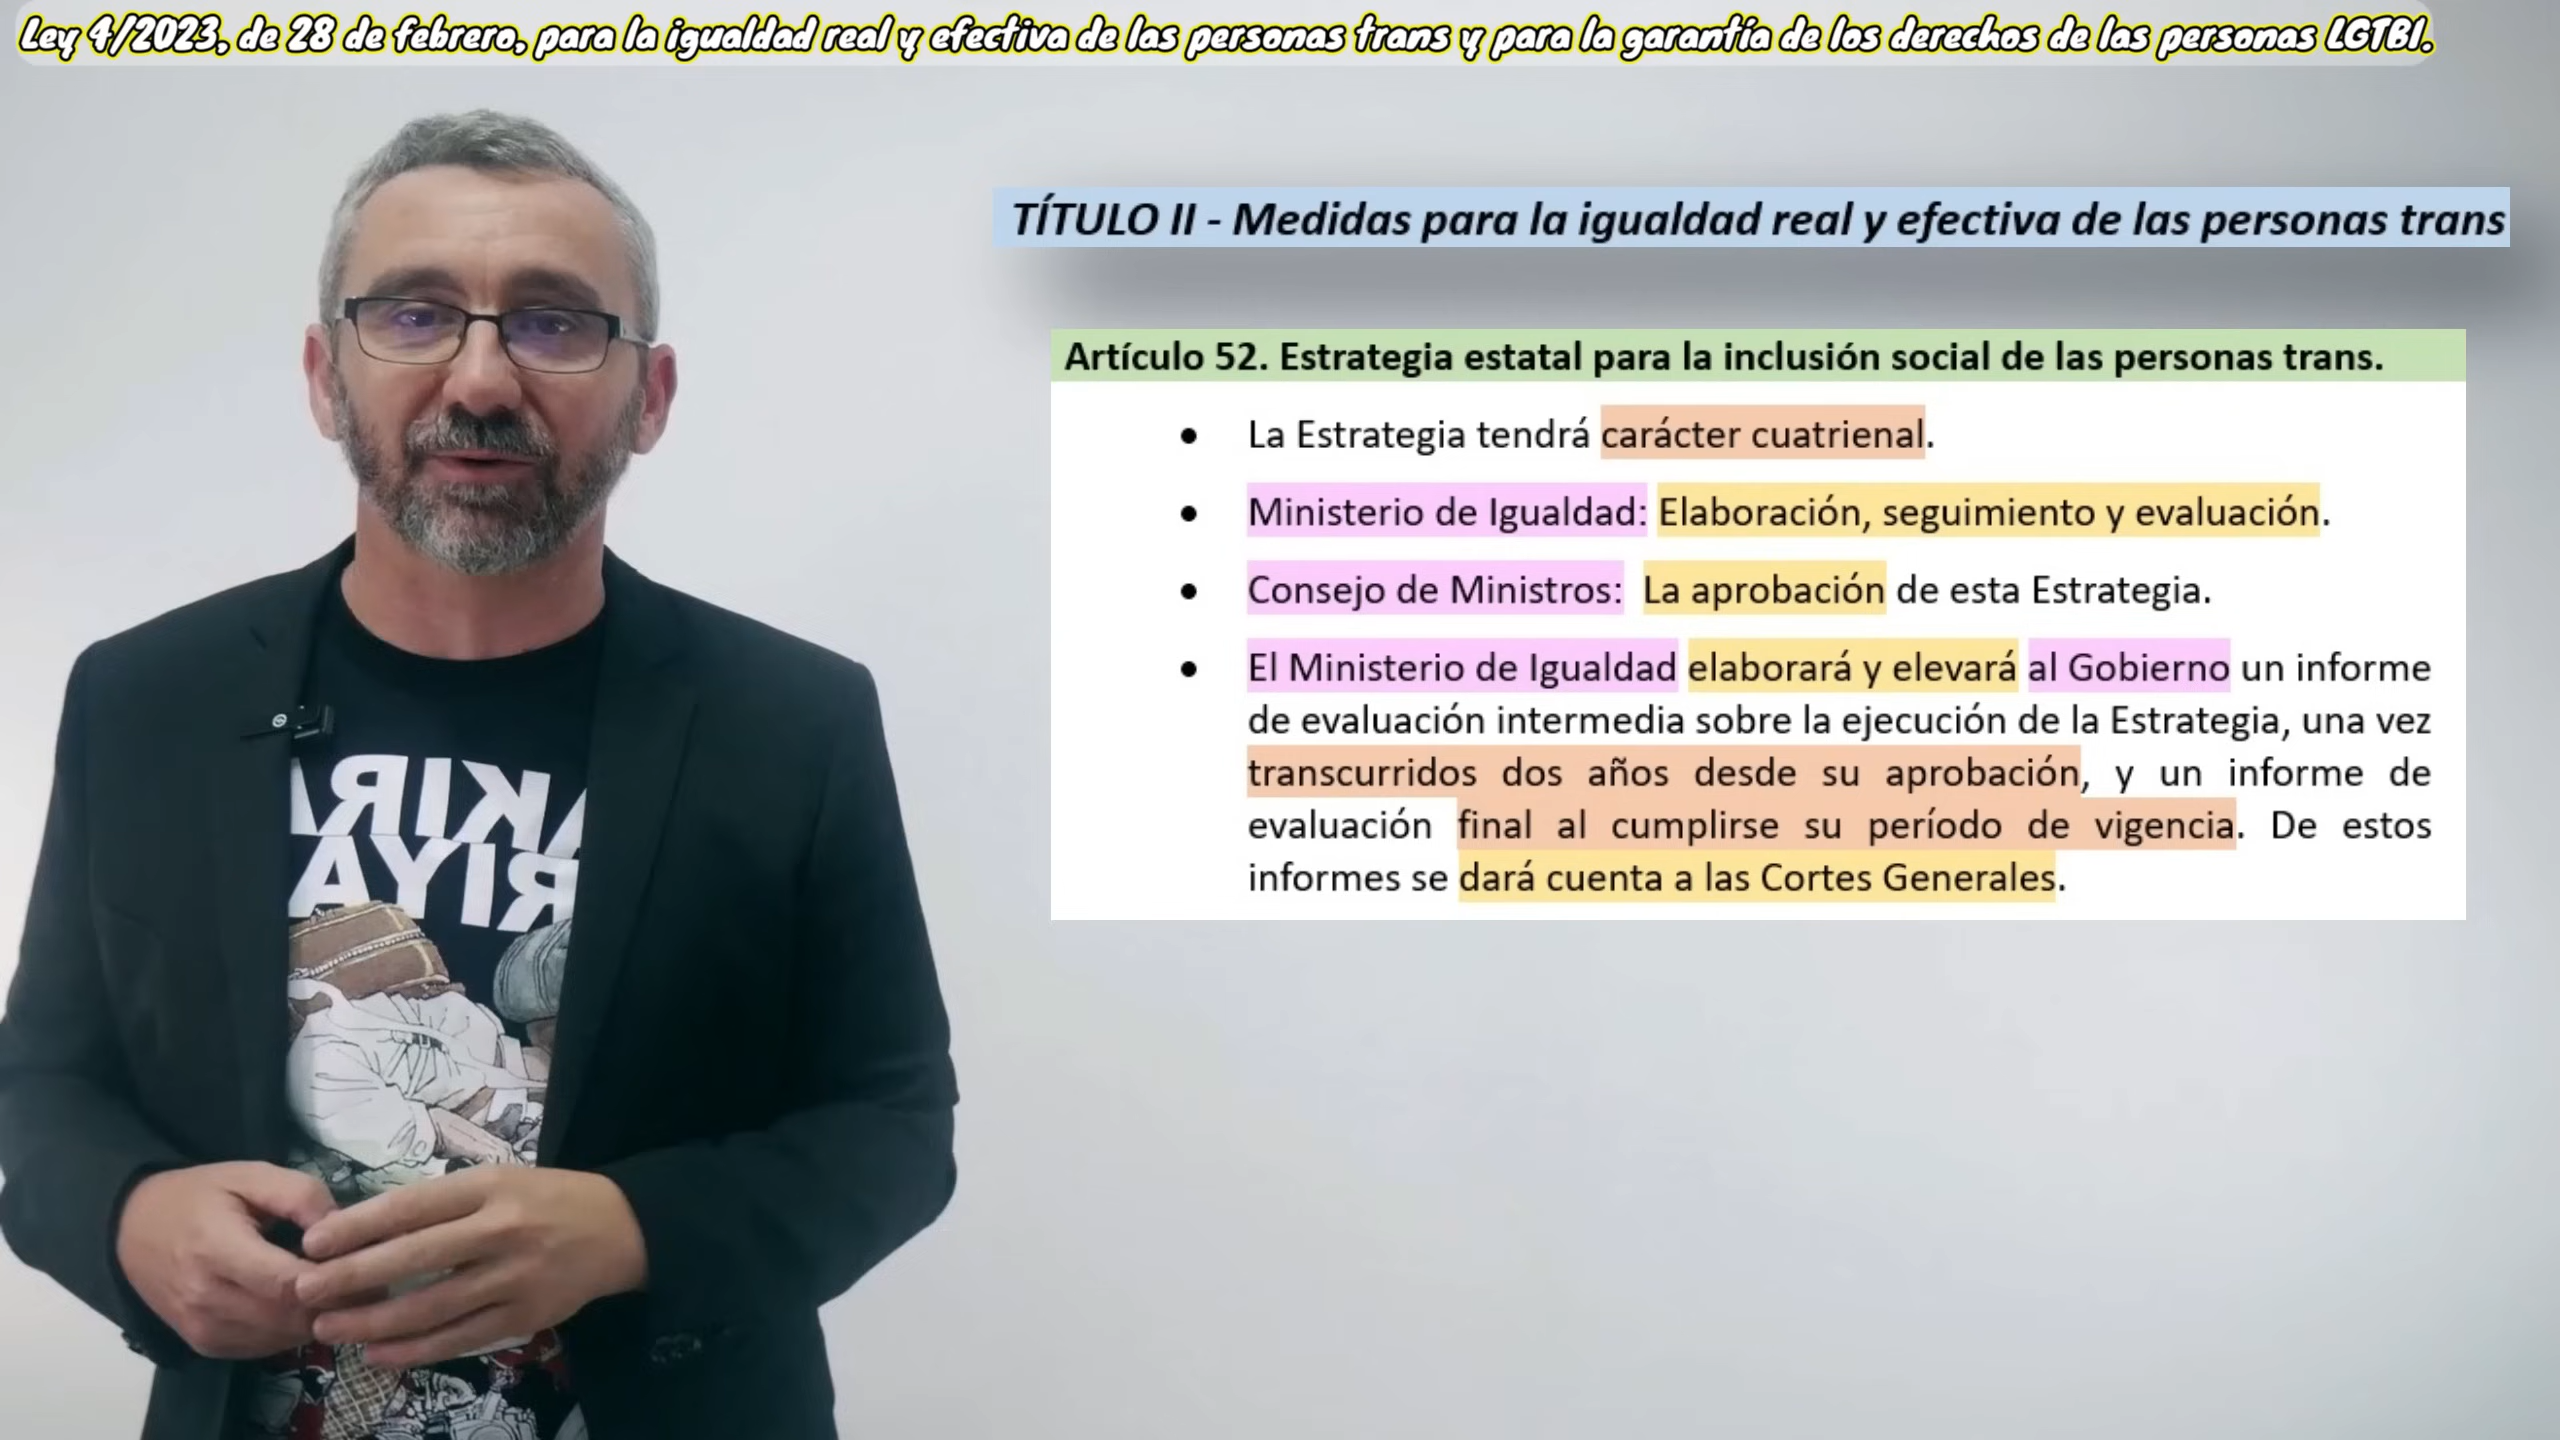 Ley 4/2023, de 28 de febrero, para la igualdad real y efectiva de las personas trans y para la garantía de los derechos de las personas LGTBI.
TÍTULO II - Medidas para la igualdad real y efectiva de las personas trans
Artículo 52. Estrategia estatal para la inclusión social de las personas trans.
• La Estrategia tendrá carácter cuatrienal.
• Ministerio de Igualdad: Elaboración, seguimiento y evaluación.
• Consejo de Ministros: La aprobación de esta Estrategia.
• El Ministerio de Igualdad elaborará y elevará al Gobierno un informe
de evaluación intermedia sobre la ejecución de la Estrategia, una vez
transcurridos dos años desde su aprobación, y un informe de
evaluación final al cumplirse su período de vigencia. De estos
informes se dará cuenta a las Cortes Generales.
AKIRA